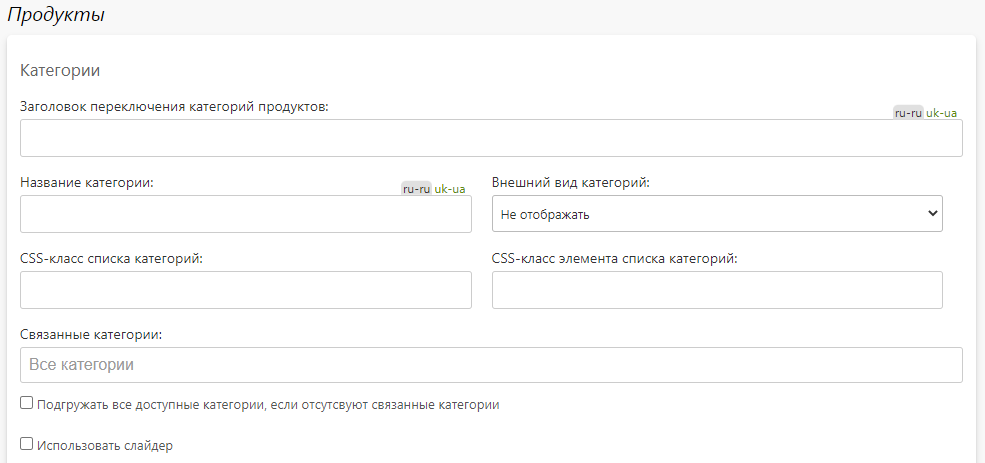 Продукты
Категории
Заголовок переключения категорий продуктов:
ru-ru uk-ua
Название категории:
ru-ru uk-ua
Внешний вид категорий:
Не отображать
CSS-класс списка категорий:
CSS-класс элемента списка категорий:
Связанные категории:
Все категории
Подгружать все доступные категории, если отсутсвуют связанные категории
Использовать слайдер